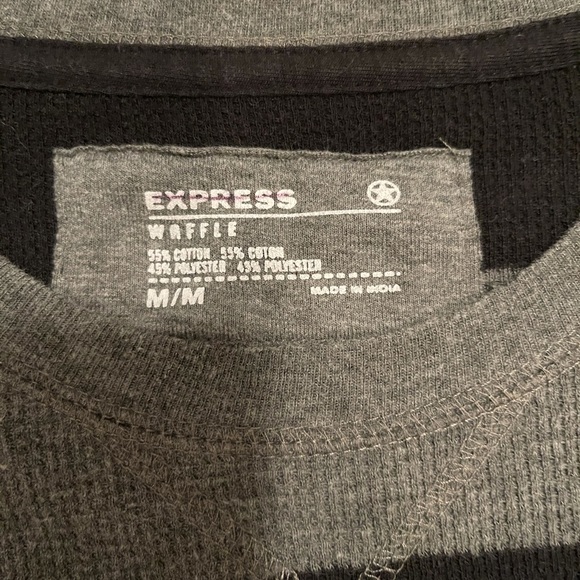 EXPRESS
WAFFLE
55% COTTON 55% COTON
45% POLYESTER 45% POLYESTER
M/M MADE IN INDIA